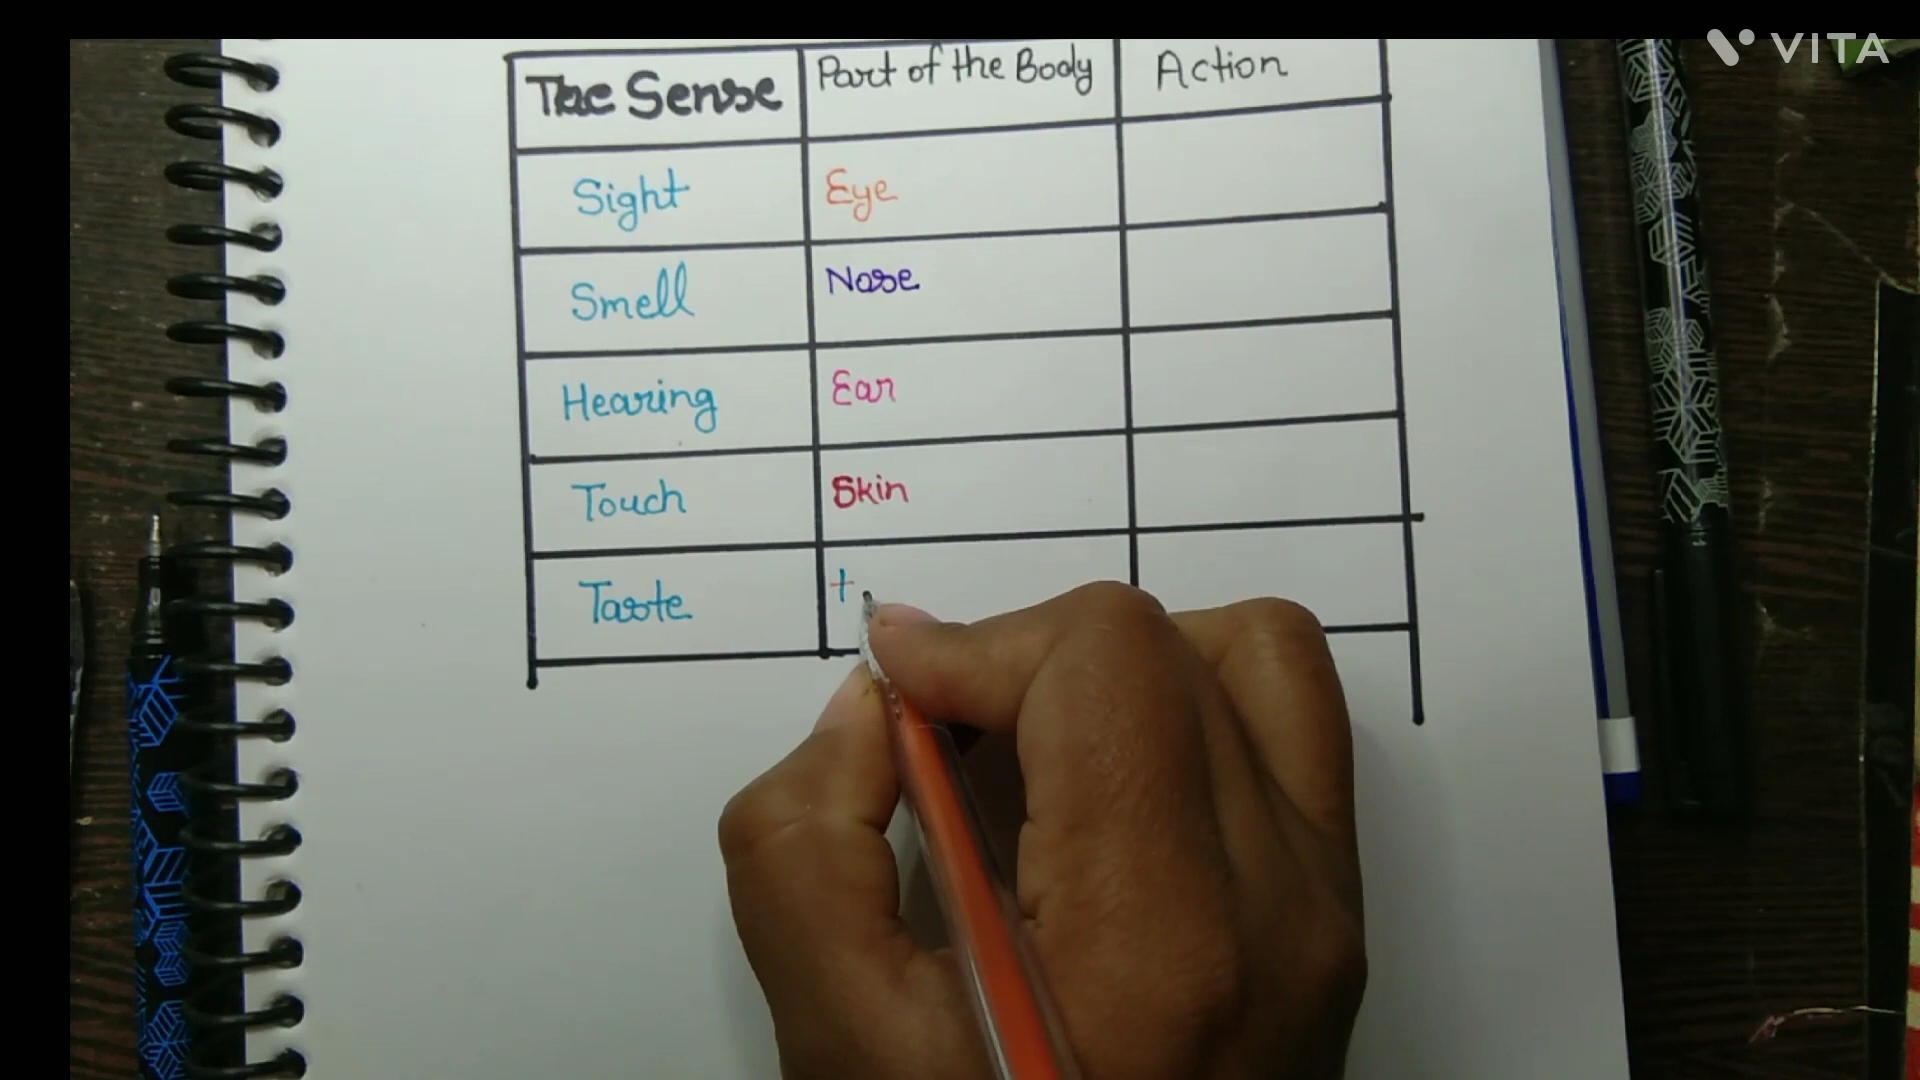 VITA
The Sense Part of the Body Action
Sight Eye
Smell Nose
Hearing Ear
Touch Skin
Taste t